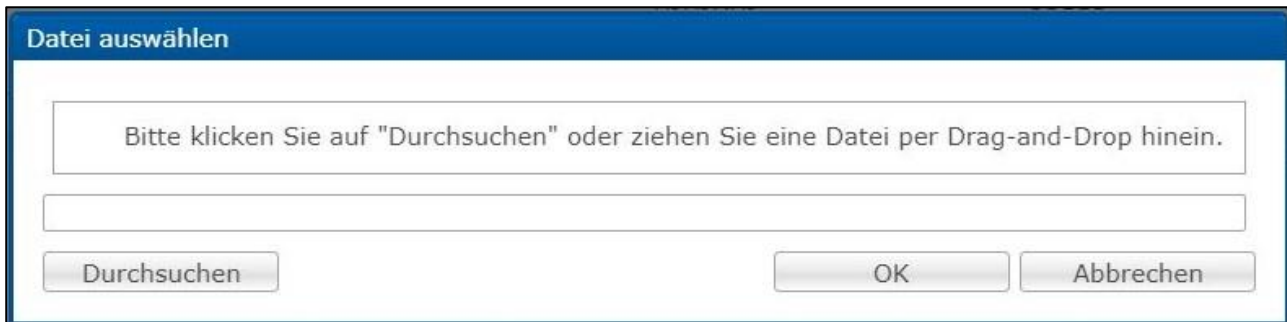 Datei auswählen
Bitte klicken Sie auf "Durchsuchen" oder ziehen Sie eine Datei per Drag-and-Drop hinein.
Durchsuchen
OK
Abbrechen